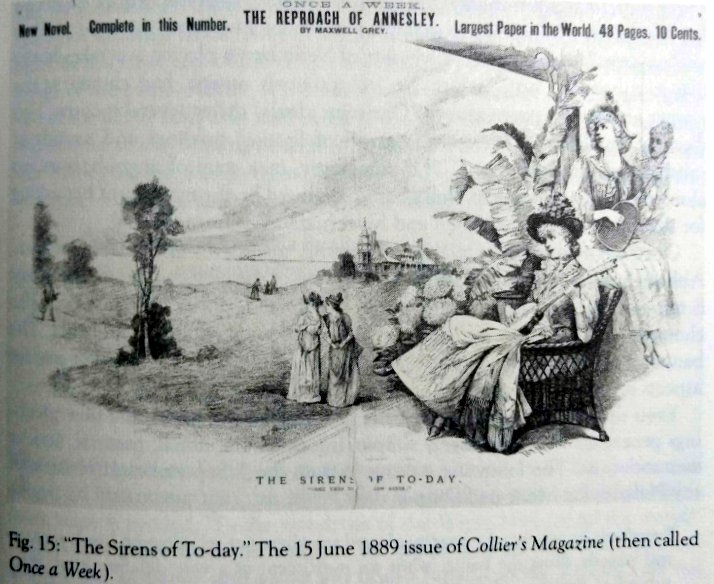 ONCE A WEEK.
New Novel. Complete in this Number. THE REPROACH OF ANNESLEY. Largest Paper in the World. 48 Pages. 10 Cents.
BY MAXWELL GREY.
THE SIRENS OF TO-DAY.
Fig. 15: “The Sirens of To-day.” The 15 June 1889 issue of Collier's Magazine (then called
Once a Week).